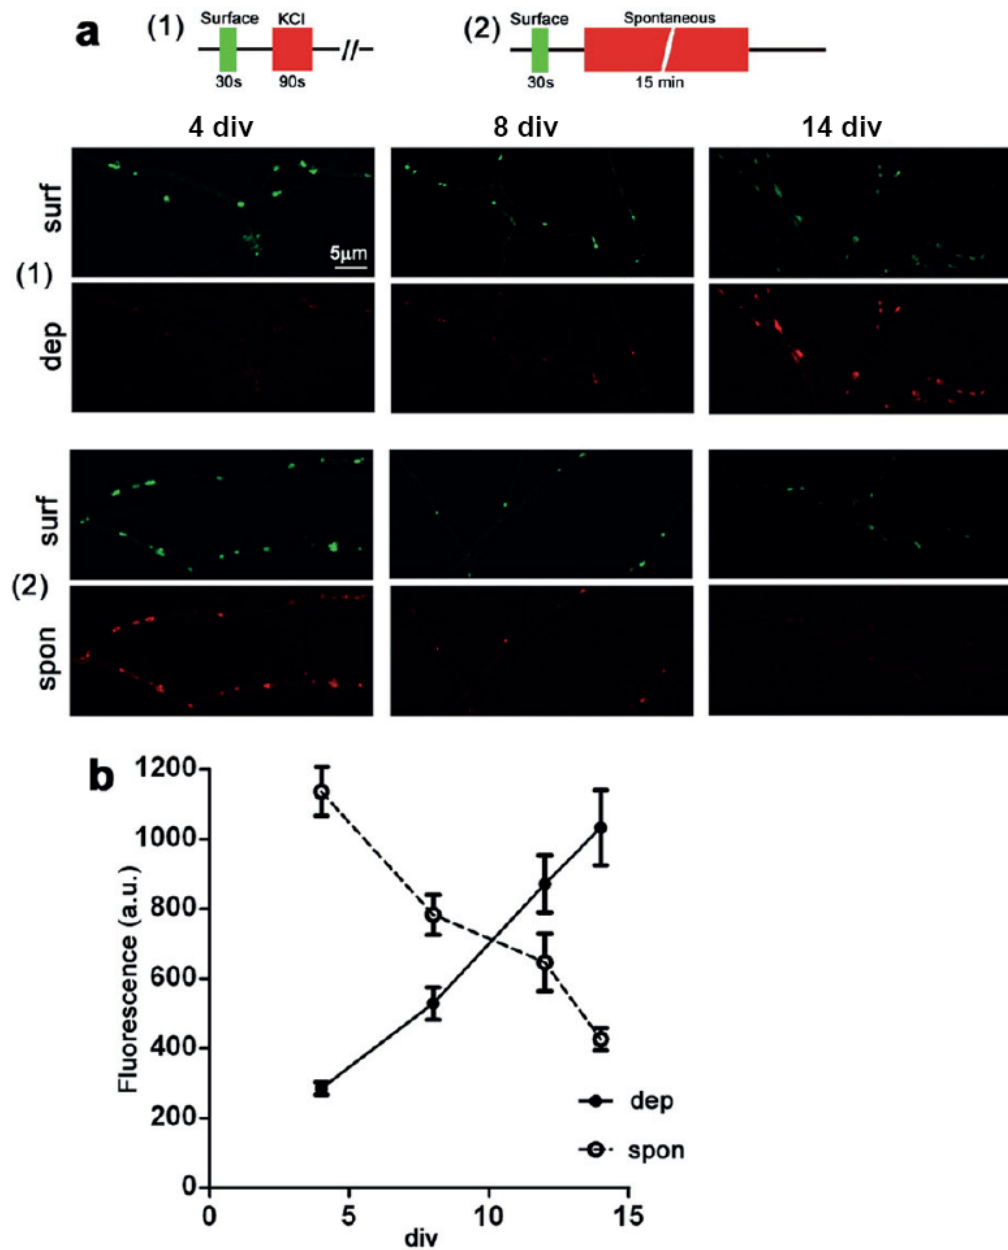 a (1) Surface KCl (2) Surface Spontaneous
30s 90s 30s 15 min
4 div 8 div 14 div
surf
5µm
(1)
dep
surf
(2)
spon
b
1200
1000
800
600
400
200
0
Fluorescence (a.u.)
dep
spon
0 5 10 15
div